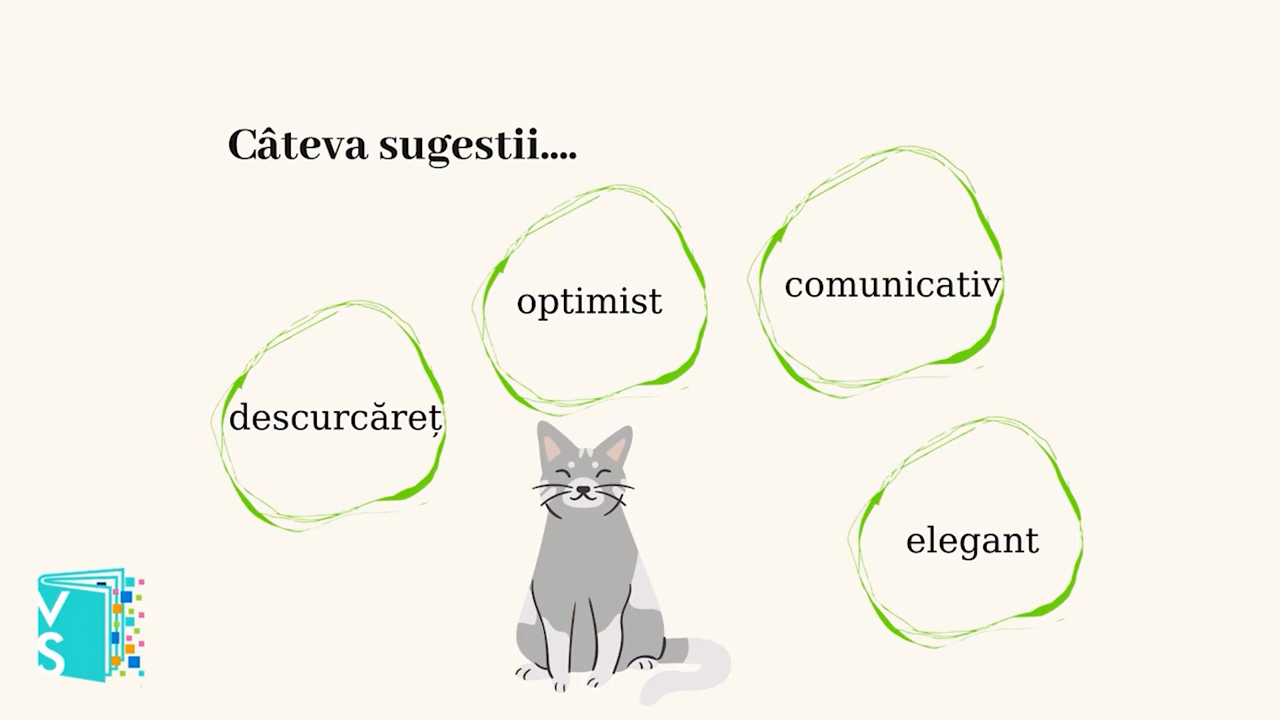 Câteva sugestii....
optimist
comunicativ
descurcăreț
elegant
V
S